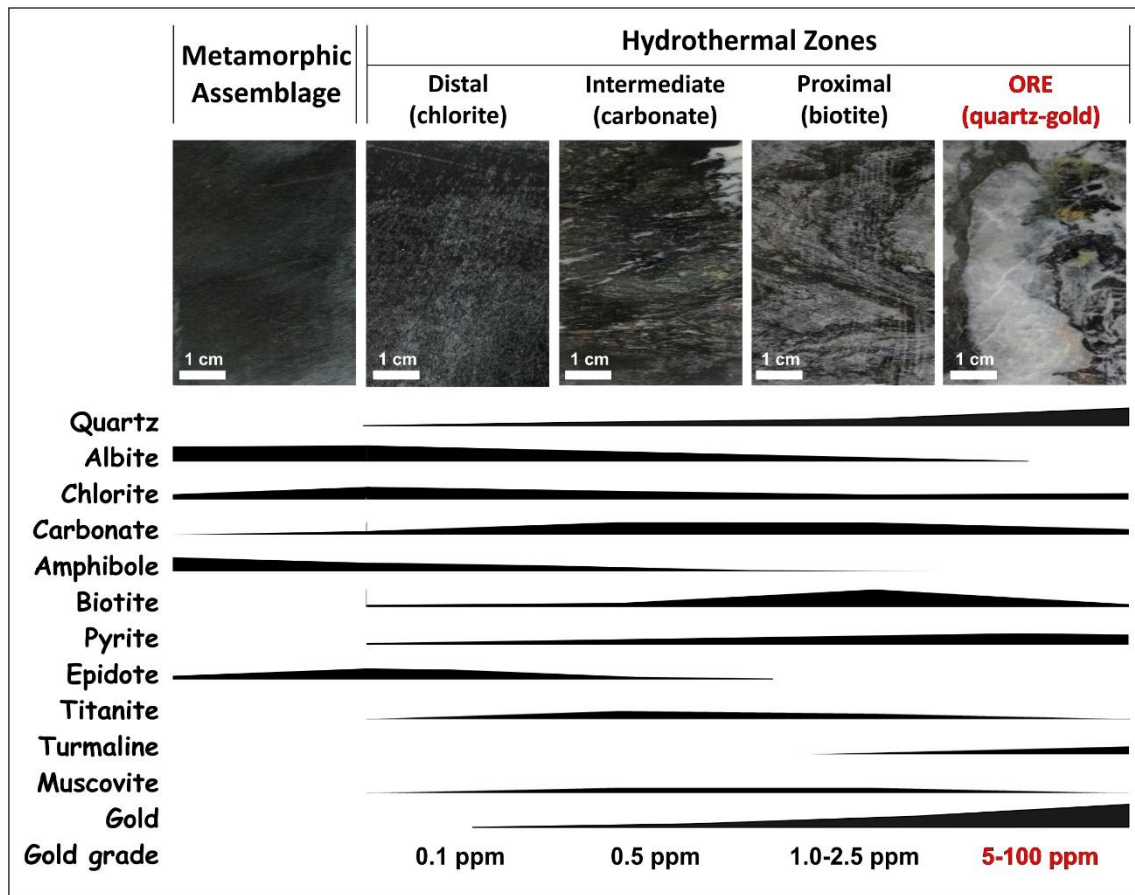 Metamorphic
Assemblage
Hydrothermal Zones
Distal
(chlorite)
Intermediate
(carbonate)
Proximal
(biotite)
ORE
(quartz-gold)
1 cm
1 cm
1 cm
1 cm
1 cm
Quartz
Albite
Chlorite
Carbonate
Amphibole
Biotite
Pyrite
Epidote
Titanite
Turmaline
Muscovite
Gold
Gold grade 0.1 ppm 0.5 ppm 1.0-2.5 ppm 5-100 ppm